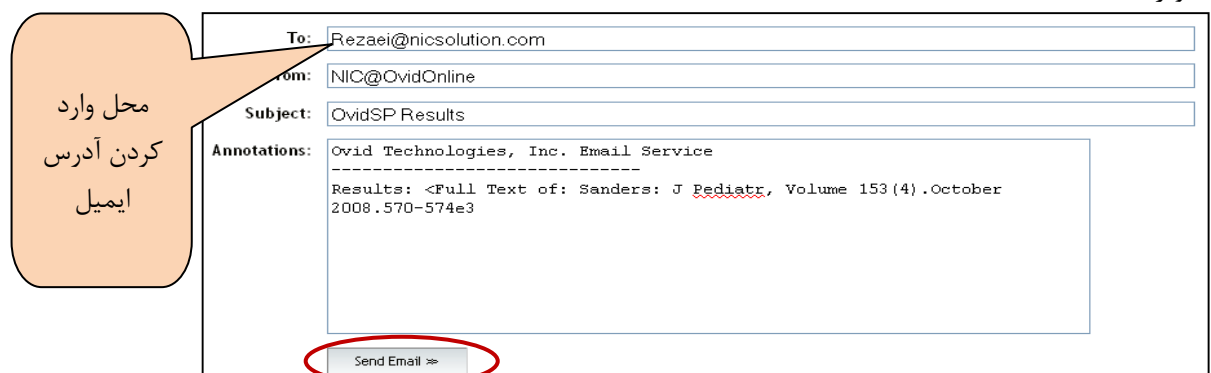 To: Rezaei@nicsolution.com
rom: NIC@OvidOnline
Subject: OvidSP Results
Annotations: Ovid Technologies, Inc. Email Service
------------------------------
Results: <Full Text of: Sanders: J Pediatr, Volume 153(4).October
2008.570-574e3
Send Email >>
محل وارد
کردن آدرس
ایمیل